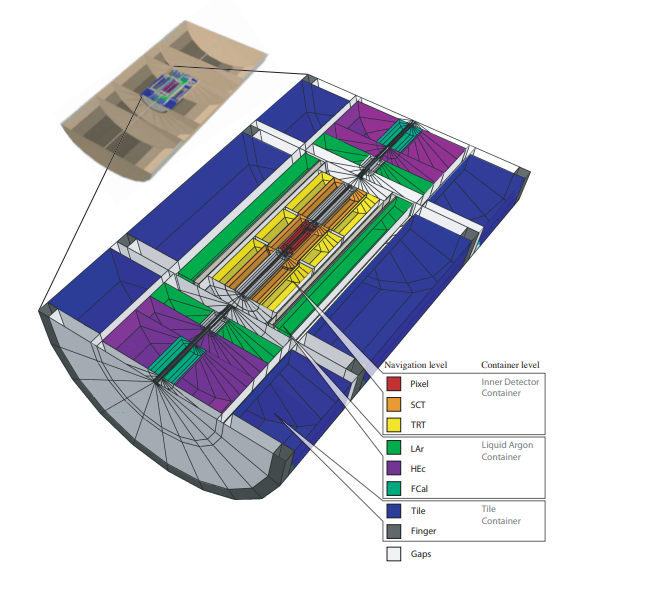 Navigation level Container level
Pixel Inner Detector
Container
SCT
TRT
LAr Liquid Argon
Container
HEc
FCal
Tile Tile
Container
Finger
Gaps